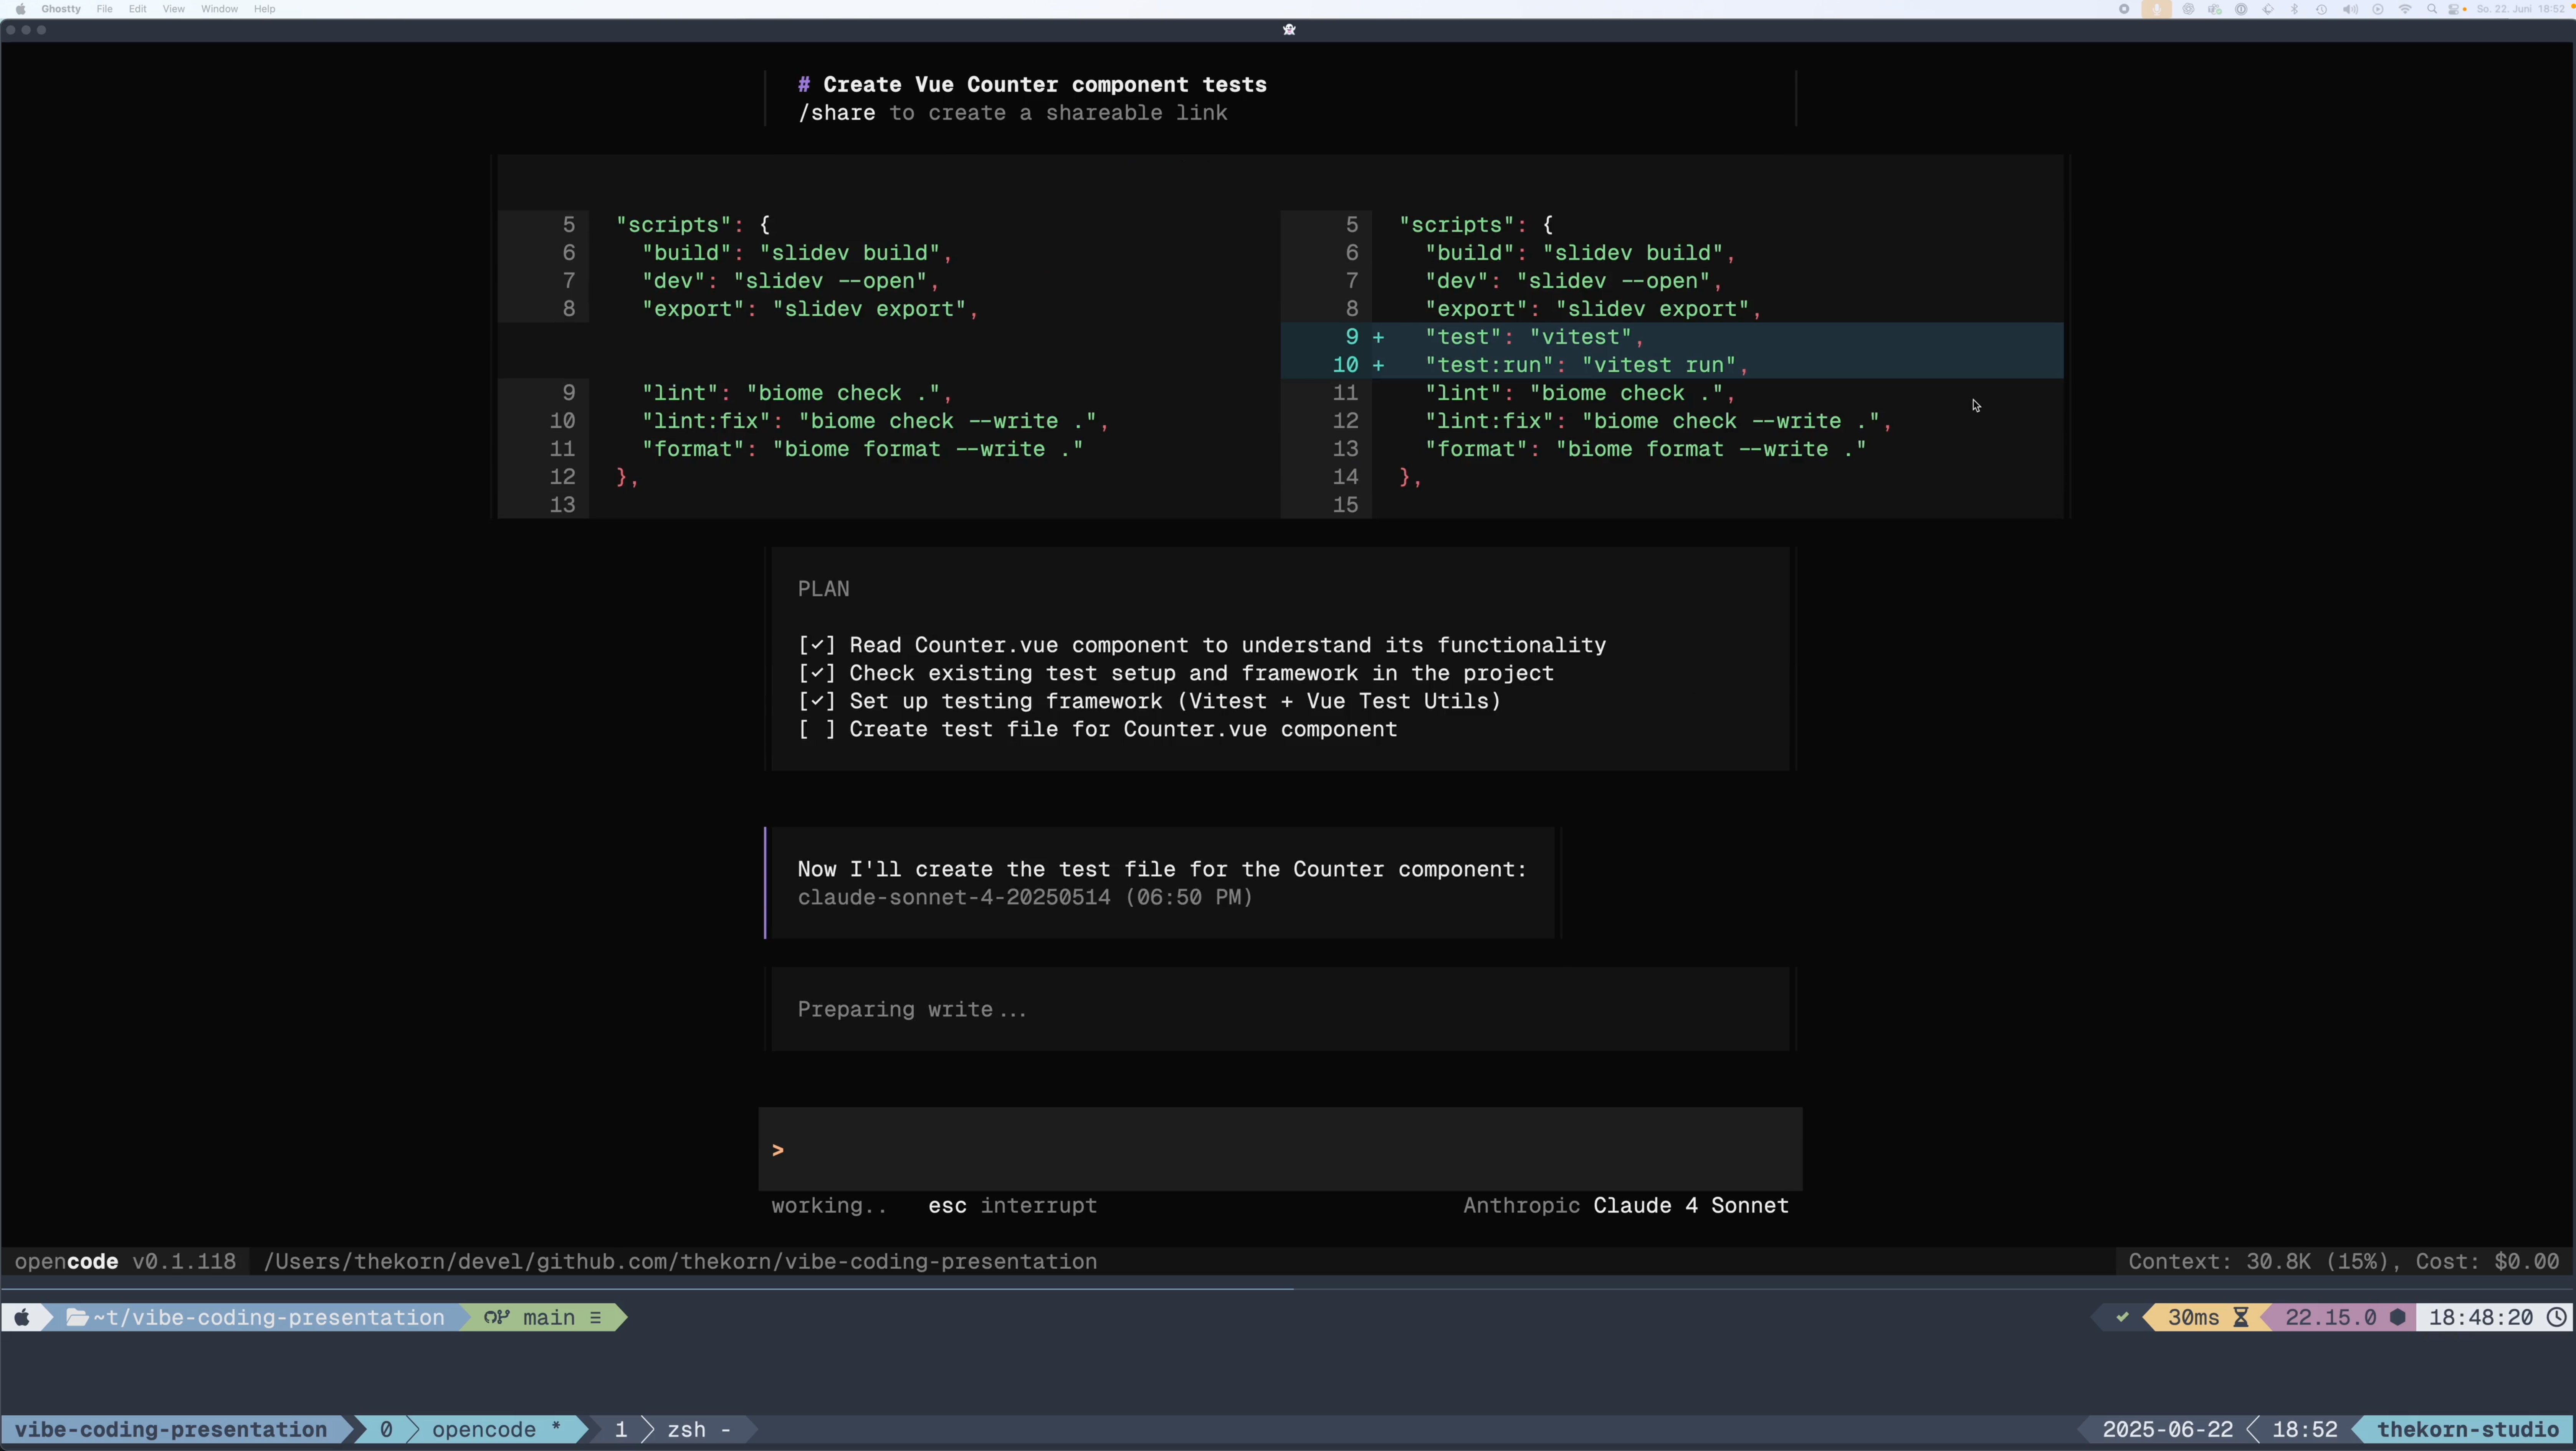 Ghostty File Edit View Window Help So. 22. Juni 18:52
# Create Vue Counter component tests
/share to create a shareable link
5 "scripts": {
6 "build": "slidev build",
7 "dev": "slidev --open",
8 "export": "slidev export",
9 "lint": "biome check .",
10 "lint:fix": "biome check --write .",
11 "format": "biome format --write ."
12 },
13
5 "scripts": {
6 "build": "slidev build",
7 "dev": "slidev --open",
8 "export": "slidev export",
9 + "test": "vitest",
10 + "test:run": "vitest run",
11 "lint": "biome check .",
12 "lint:fix": "biome check --write .",
13 "format": "biome format --write ."
14 },
15
PLAN
[✓] Read Counter.vue component to understand its functionality
[✓] Check existing test setup and framework in the project
[✓] Set up testing framework (Vitest + Vue Test Utils)
[ ] Create test file for Counter.vue component
Now I'll create the test file for the Counter component:
claude-sonnet-4-20250514 (06:50 PM)
Preparing write...
>
working.. esc interrupt Anthropic Claude 4 Sonnet
opencode v0.1.118 /Users/thekorn/devel/github.com/thekorn/vibe-coding-presentation Context: 30.8K (15%), Cost: $0.00
~t/vibe-coding-presentation main ≡ ✓ 30ms 22.15.0 18:48:20
vibe-coding-presentation 0 opencode * 1 zsh - 2025-06-22 18:52 thekorn-studio